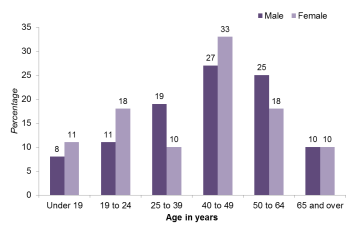 Male Female
35
30
25
20
15
10
5
0
Percentage
8 11 11 18 19 10 27 33 25 18 10 10
Under 19 19 to 24 25 to 39 40 to 49 50 to 64 65 and over
Age in years